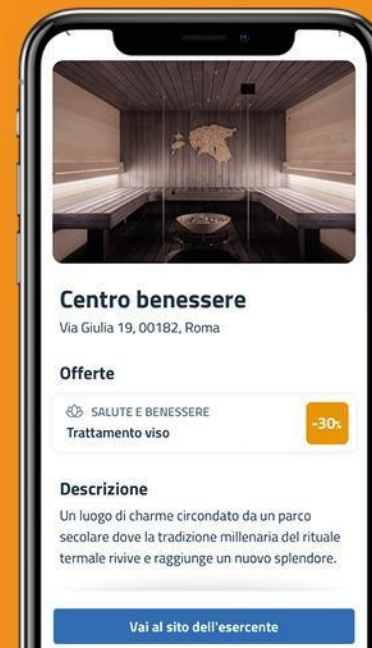 Centro benessere
Via Giulia 19, 00182, Roma
Offerte
SALUTE E BENESSERE
Trattamento viso
-30%
Descrizione
Un luogo di charme circondato da un parco
secolare dove la tradizione millenaria del rituale
termale rivive e raggiunge un nuovo splendore.
Vai al sito dell'esercente